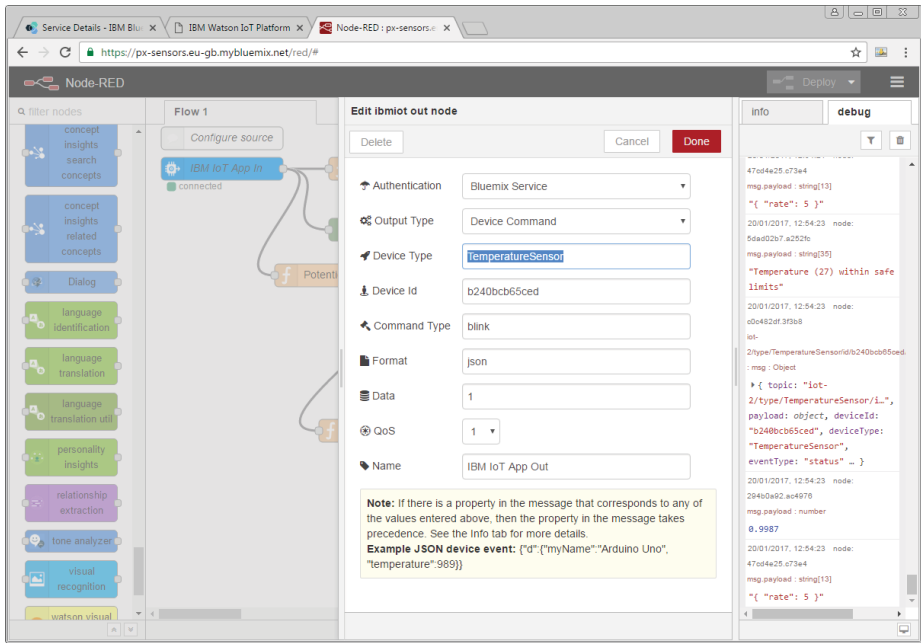 Service Details - IBM Blu
IBM Watson IoT Platform
Node-RED : px-sensors.e
https://px-sensors.eu-gb.mybluemix.net/red/#
Node-RED
Deploy
filter nodes
concept
insights
search
concepts
concept
insights
related
concepts
Dialog
language
identification
language
translation
language
translation util
personality
insights
relationship
extraction
tone analyzer
visual
recognition
watson visual
Flow 1
Configure source
IBM IoT App In
connected
f
Potenti
f
Edit ibmiot out node
Delete
Cancel
Done
Authentication
Bluemix Service
Output Type
Device Command
Device Type
TemperatureSensor
Device Id
b240bcb65ced
Command Type
blink
Format
json
Data
1
QoS
1
Name
IBM IoT App Out
Note: If there is a property in the message that corresponds to any of
the values entered above, then the property in the message takes
precedence. See the Info tab for more details.
Example JSON device event: {"d":{"myName":"Arduino Uno",
"temperature":989}}
info
debug
47cd4e25.c73e4
msg.payload : string[13]
"{ "rate": 5 }"
20/01/2017, 12:54:23 node:
5dad02b7.a252fc
msg.payload : string[35]
"Temperature (27) within safe
limits"
20/01/2017, 12:54:23 node:
c0c482df.3f3b8
iot-
2/type/TemperatureSensor/id/b240bcb65ced
: msg : Object
{ topic: "iot-
2/type/TemperatureSensor/i…",
payload: object, deviceId:
"b240bcb65ced", deviceType:
"TemperatureSensor",
eventType: "status" … }
20/01/2017, 12:54:23 node:
294b0a92.ac4976
msg.payload : number
0.9987
20/01/2017, 12:54:23 node:
47cd4e25.c73e4
msg.payload : string[13]
"{ "rate": 5 }"